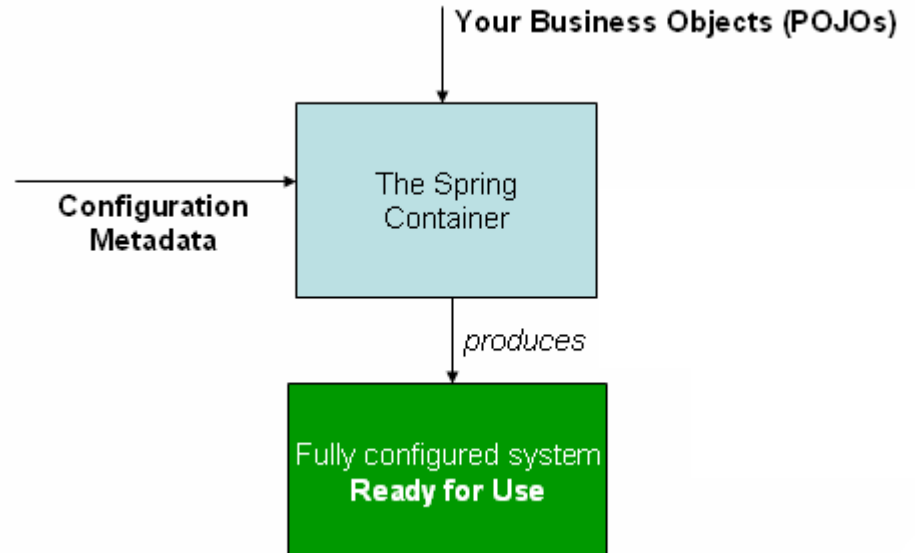 Your Business Objects (POJOs)
The Spring
Container
Configuration
Metadata
produces
Fully configured system
Ready for Use